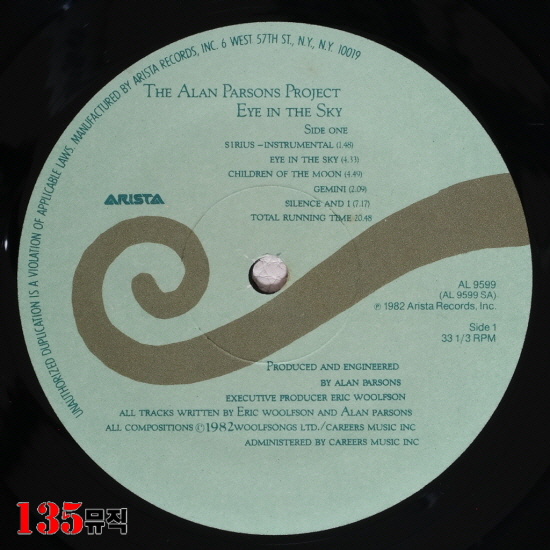 UNAUTHORIZED DUPLICATION IS A VIOLATION OF APPLICABLE LAWS. MANUFACTURED BY ARISTA RECORDS, INC. 6 WEST 57TH ST., N.Y., N.Y. 10019
THE ALAN PARSONS PROJECT
EYE IN THE SKY
SIDE ONE
SIRIUS – INSTRUMENTAL (1.48)
EYE IN THE SKY (4.33)
CHILDREN OF THE MOON (4.49)
GEMINI (2.09)
SILENCE AND I (7.17)
TOTAL RUNNING TIME 20.48
ARISTA
AL 9599
(AL 9599 SA)
℗ 1982 Arista Records, Inc.
Side 1
33 1/3 RPM
PRODUCED AND ENGINEERED
BY ALAN PARSONS
EXECUTIVE PRODUCER ERIC WOOLFSON
ALL TRACKS WRITTEN BY ERIC WOOLFSON AND ALAN PARSONS
ALL COMPOSITIONS ©1982 WOOLFSONGS LTD./CAREERS MUSIC INC
ADMINISTERED BY CAREERS MUSIC INC
135뮤직